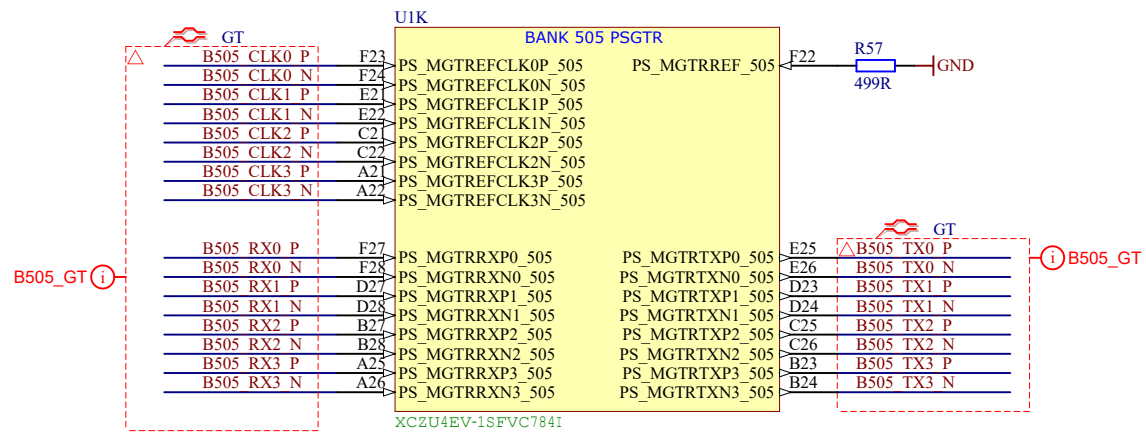 U1K
GT
BANK 505 PSGTR
B505_CLK0_P F23 PS_MGTREFCLK0P_505 PS_MGTRREF_505 F22 R57 499R GND
B505_CLK0_N F24 PS_MGTREFCLK0N_505
B505_CLK1_P E21 PS_MGTREFCLK1P_505
B505_CLK1_N E22 PS_MGTREFCLK1N_505
B505_CLK2_P C21 PS_MGTREFCLK2P_505
B505_CLK2_N C22 PS_MGTREFCLK2N_505
B505_CLK3_P A21 PS_MGTREFCLK3P_505
B505_CLK3_N A22 PS_MGTREFCLK3N_505
GT
B505_RX0_P F27 PS_MGTRRXP0_505 PS_MGTRTXP0_505 E25 B505_TX0_P
B505_RX0_N F28 PS_MGTRRXN0_505 PS_MGTRTXN0_505 E26 B505_TX0_N
B505_RX1_P D27 PS_MGTRRXP1_505 PS_MGTRTXP1_505 D23 B505_TX1_P
B505_RX1_N D28 PS_MGTRRXN1_505 PS_MGTRTXN1_505 D24 B505_TX1_N
B505_RX2_P B27 PS_MGTRRXP2_505 PS_MGTRTXP2_505 C25 B505_TX2_P
B505_RX2_N B28 PS_MGTRRXN2_505 PS_MGTRTXN2_505 C26 B505_TX2_N
B505_RX3_P A25 PS_MGTRRXP3_505 PS_MGTRTXP3_505 B23 B505_TX3_P
B505_RX3_N A26 PS_MGTRRXN3_505 PS_MGTRTXN3_505 B24 B505_TX3_N
B505_GT i
i B505_GT
XCZU4EV-1SFVC784I